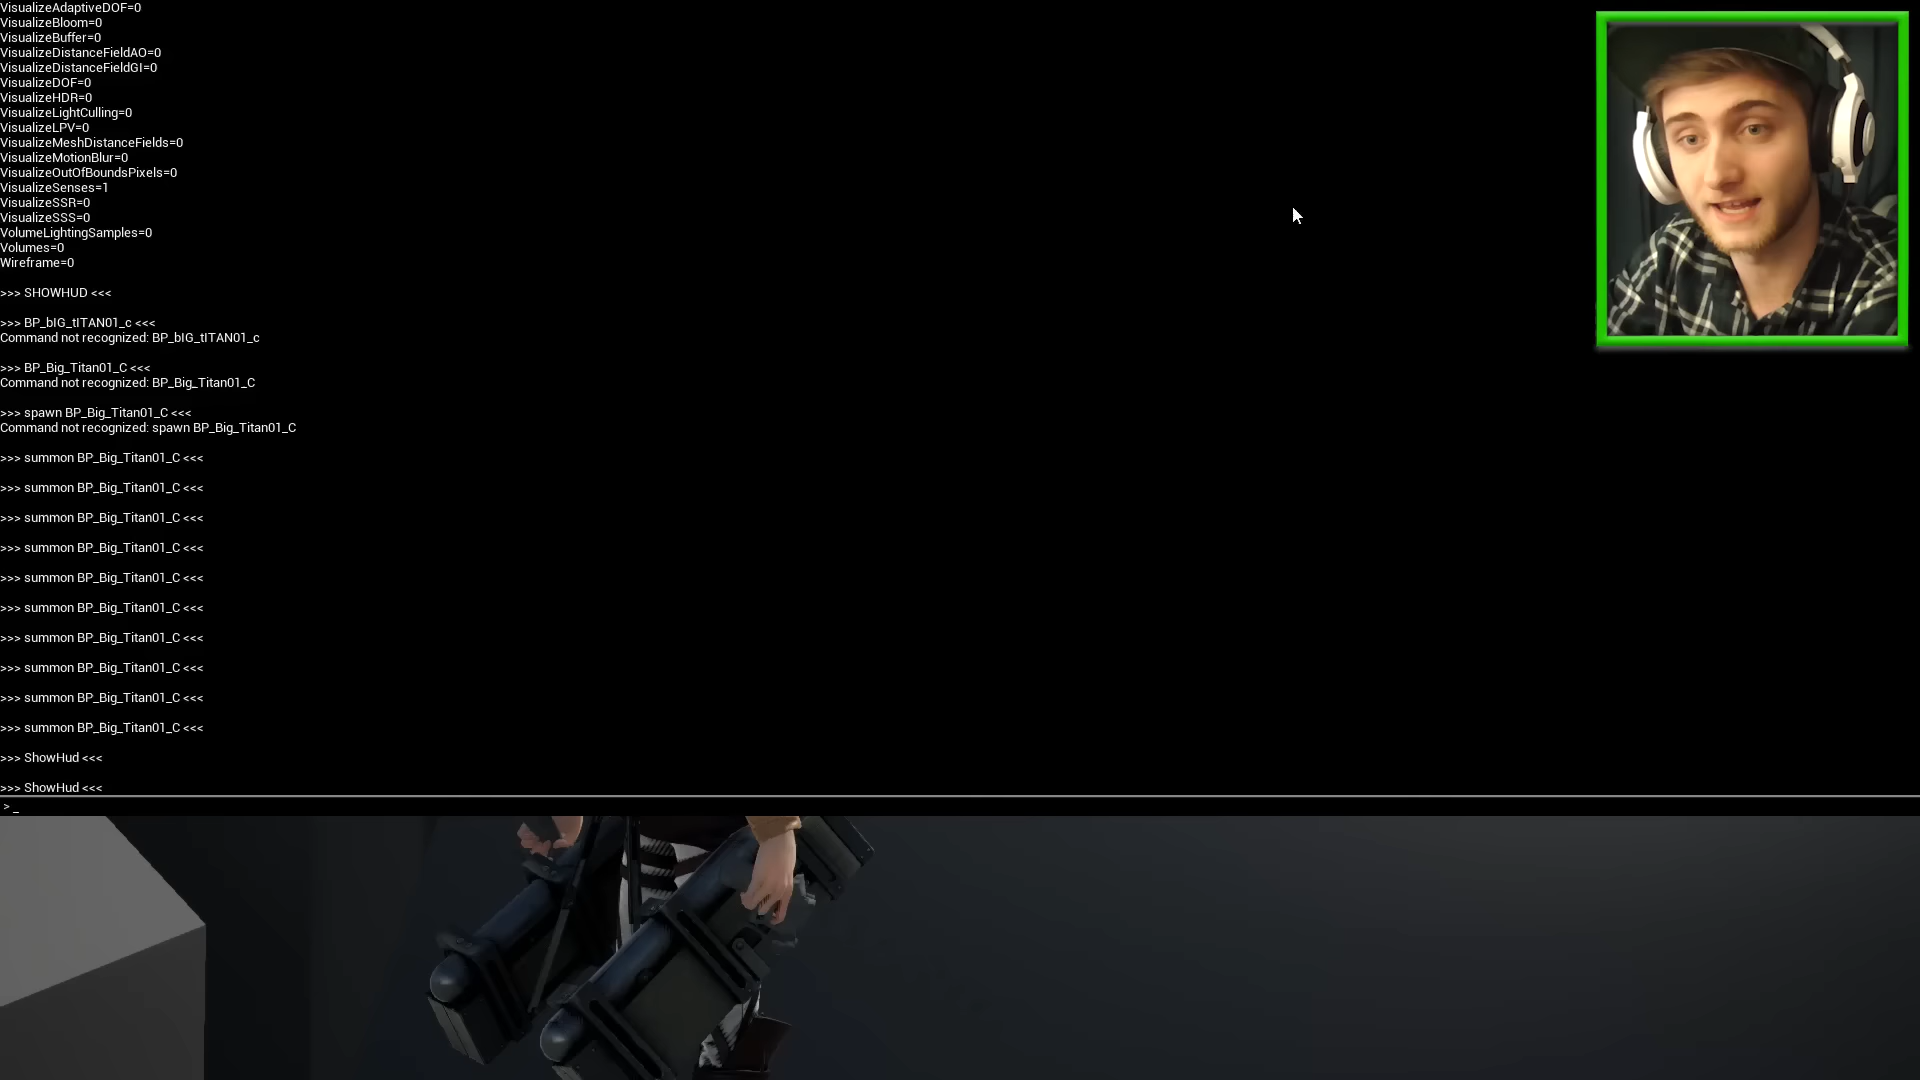 VisualizeAdaptiveDOF=0
VisualizeBloom=0
VisualizeBuffer=0
VisualizeDistanceFieldAO=0
VisualizeDistanceFieldGI=0
VisualizeDOF=0
VisualizeHDR=0
VisualizeLightCulling=0
VisualizeLPV=0
VisualizeMeshDistanceFields=0
VisualizeMotionBlur=0
VisualizeOutOfBoundsPixels=0
VisualizeSenses=1
VisualizeSSR=0
VisualizeSSS=0
VolumeLightingSamples=0
Volumes=0
Wireframe=0
>>> SHOWHUD <<<
>>> BP_bIG_tITAN01_c <<<
Command not recognized: BP_bIG_tITAN01_c
>>> BP_Big_Titan01_C <<<
Command not recognized: BP_Big_Titan01_C
>>> spawn BP_Big_Titan01_C <<<
Command not recognized: spawn BP_Big_Titan01_C
>>> summon BP_Big_Titan01_C <<<
>>> summon BP_Big_Titan01_C <<<
>>> summon BP_Big_Titan01_C <<<
>>> summon BP_Big_Titan01_C <<<
>>> summon BP_Big_Titan01_C <<<
>>> summon BP_Big_Titan01_C <<<
>>> summon BP_Big_Titan01_C <<<
>>> summon BP_Big_Titan01_C <<<
>>> summon BP_Big_Titan01_C <<<
>>> summon BP_Big_Titan01_C <<<
>>> ShowHud <<<
>>> ShowHud <<<
> _